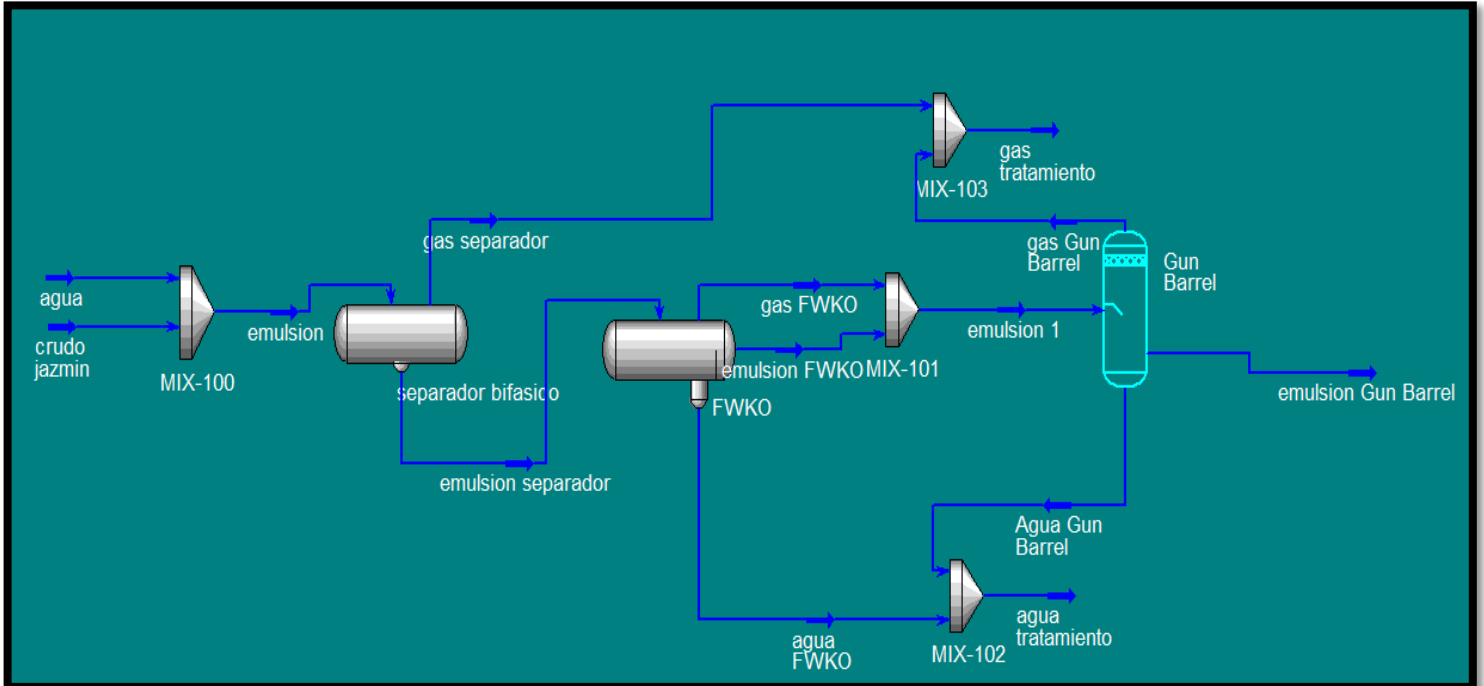 gas
tratamiento
MIX-103
gas separador
gas Gun
Barrel
Gun
Barrel
agua
emulsion
gas FWKO
emulsion 1
crudo
jazmin
MIX-100
separador bifasico
emulsion FWKO
MIX-101
FWKO
emulsion Gun Barrel
emulsion separador
Agua Gun
Barrel
agua
tratamiento
agua
FWKO
MIX-102